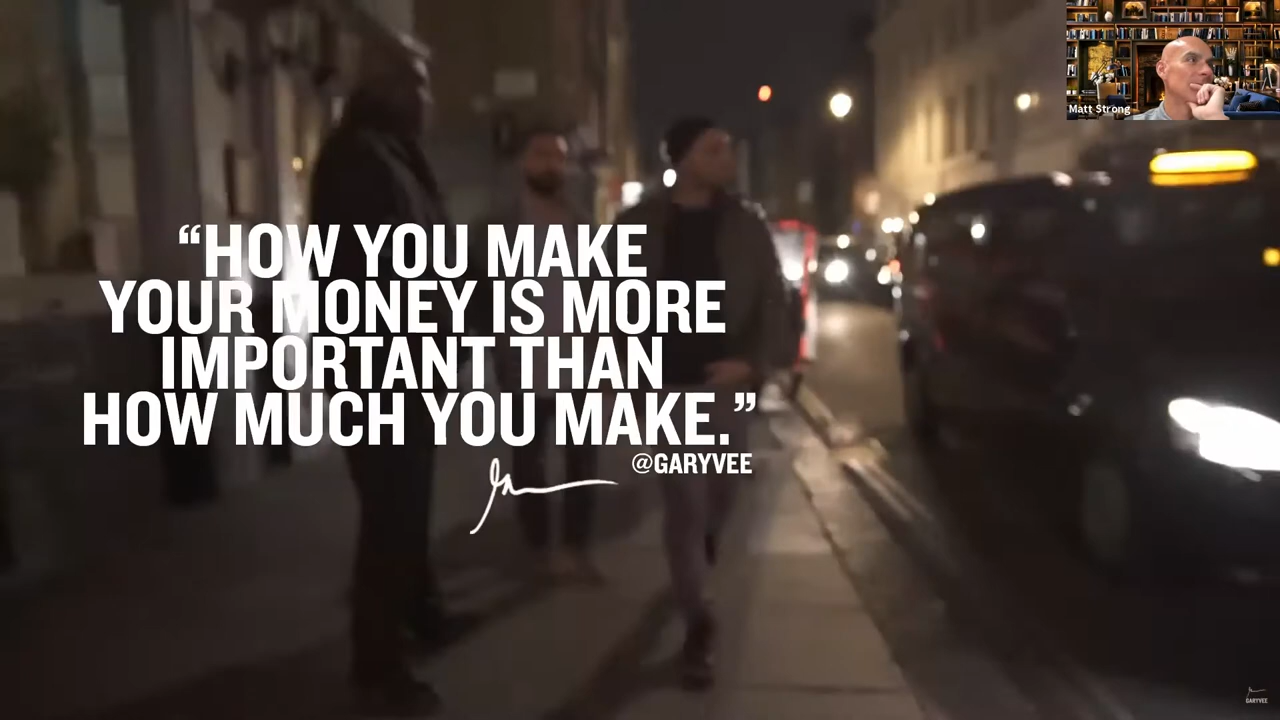 Matt Strong
“HOW YOU MAKE
YOUR MONEY IS MORE
IMPORTANT THAN
HOW MUCH YOU MAKE.”
@GARYVEE
GARYVEE